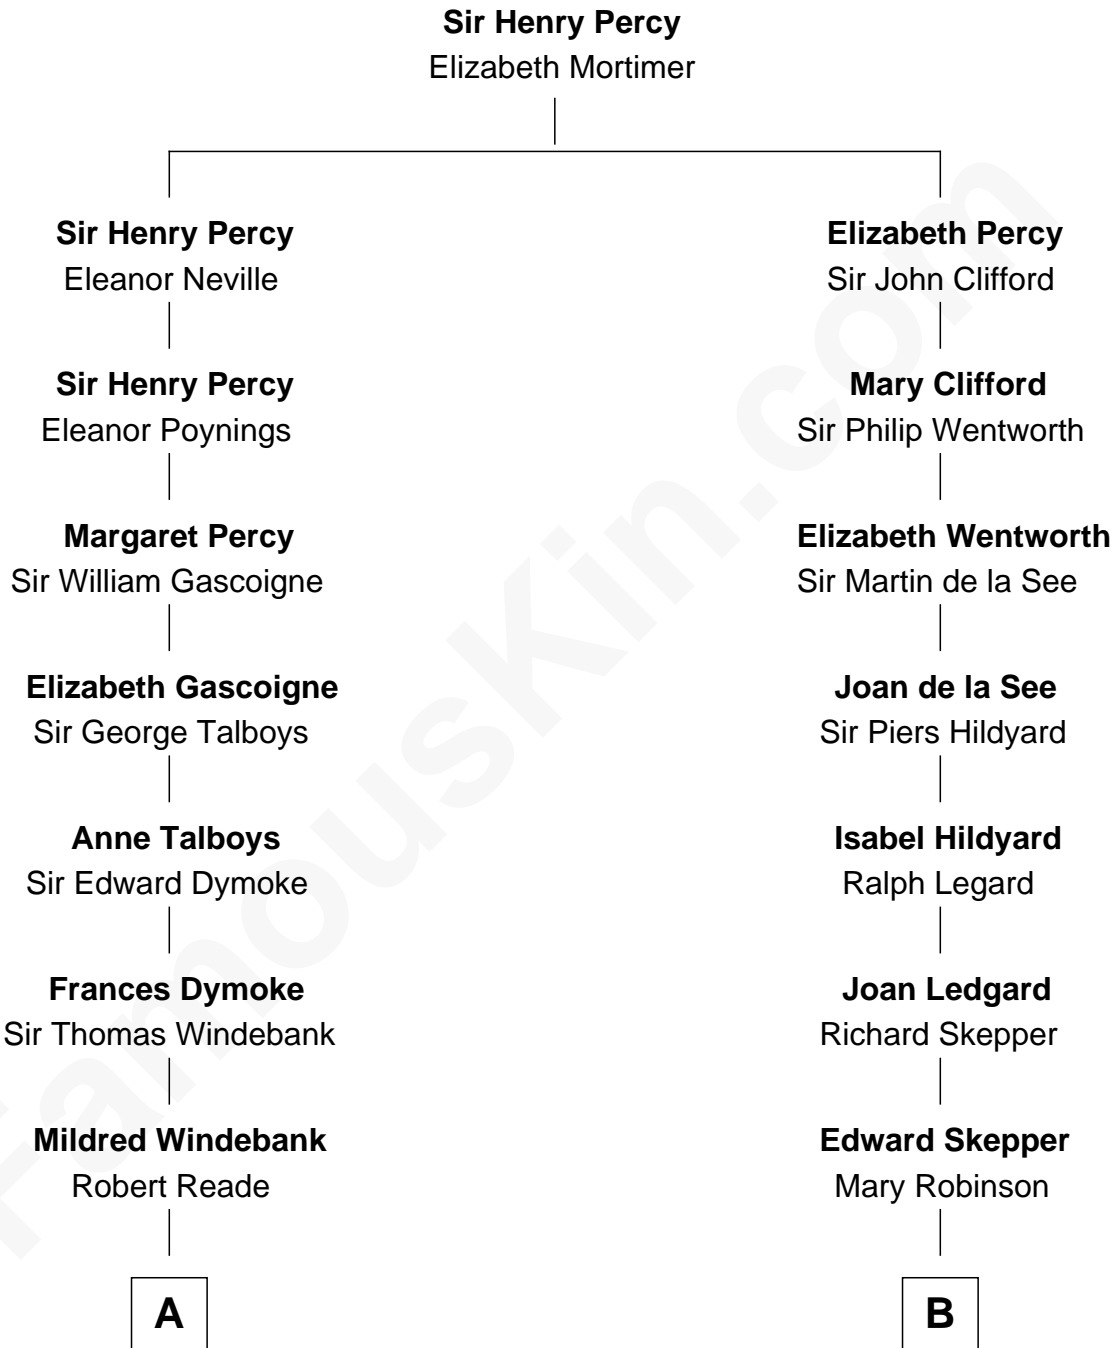 Sir Henry Percy
Elizabeth Mortimer
Sir Henry Percy
Eleanor Neville
Sir Henry Percy
Eleanor Poynings
Margaret Percy
Sir William Gascoigne
Elizabeth Gascoigne
Sir George Talboys
Anne Talboys
Sir Edward Dymoke
Frances Dymoke
Sir Thomas Windebank
Mildred Windebank
Robert Reade
A
Elizabeth Percy
Sir John Clifford
Mary Clifford
Sir Philip Wentworth
Elizabeth Wentworth
Sir Martin de la See
Joan de la See
Sir Piers Hildyard
Isabel Hildyard
Ralph Legard
Joan Ledgard
Richard Skepper
Edward Skepper
Mary Robinson
B
FamousKin.com